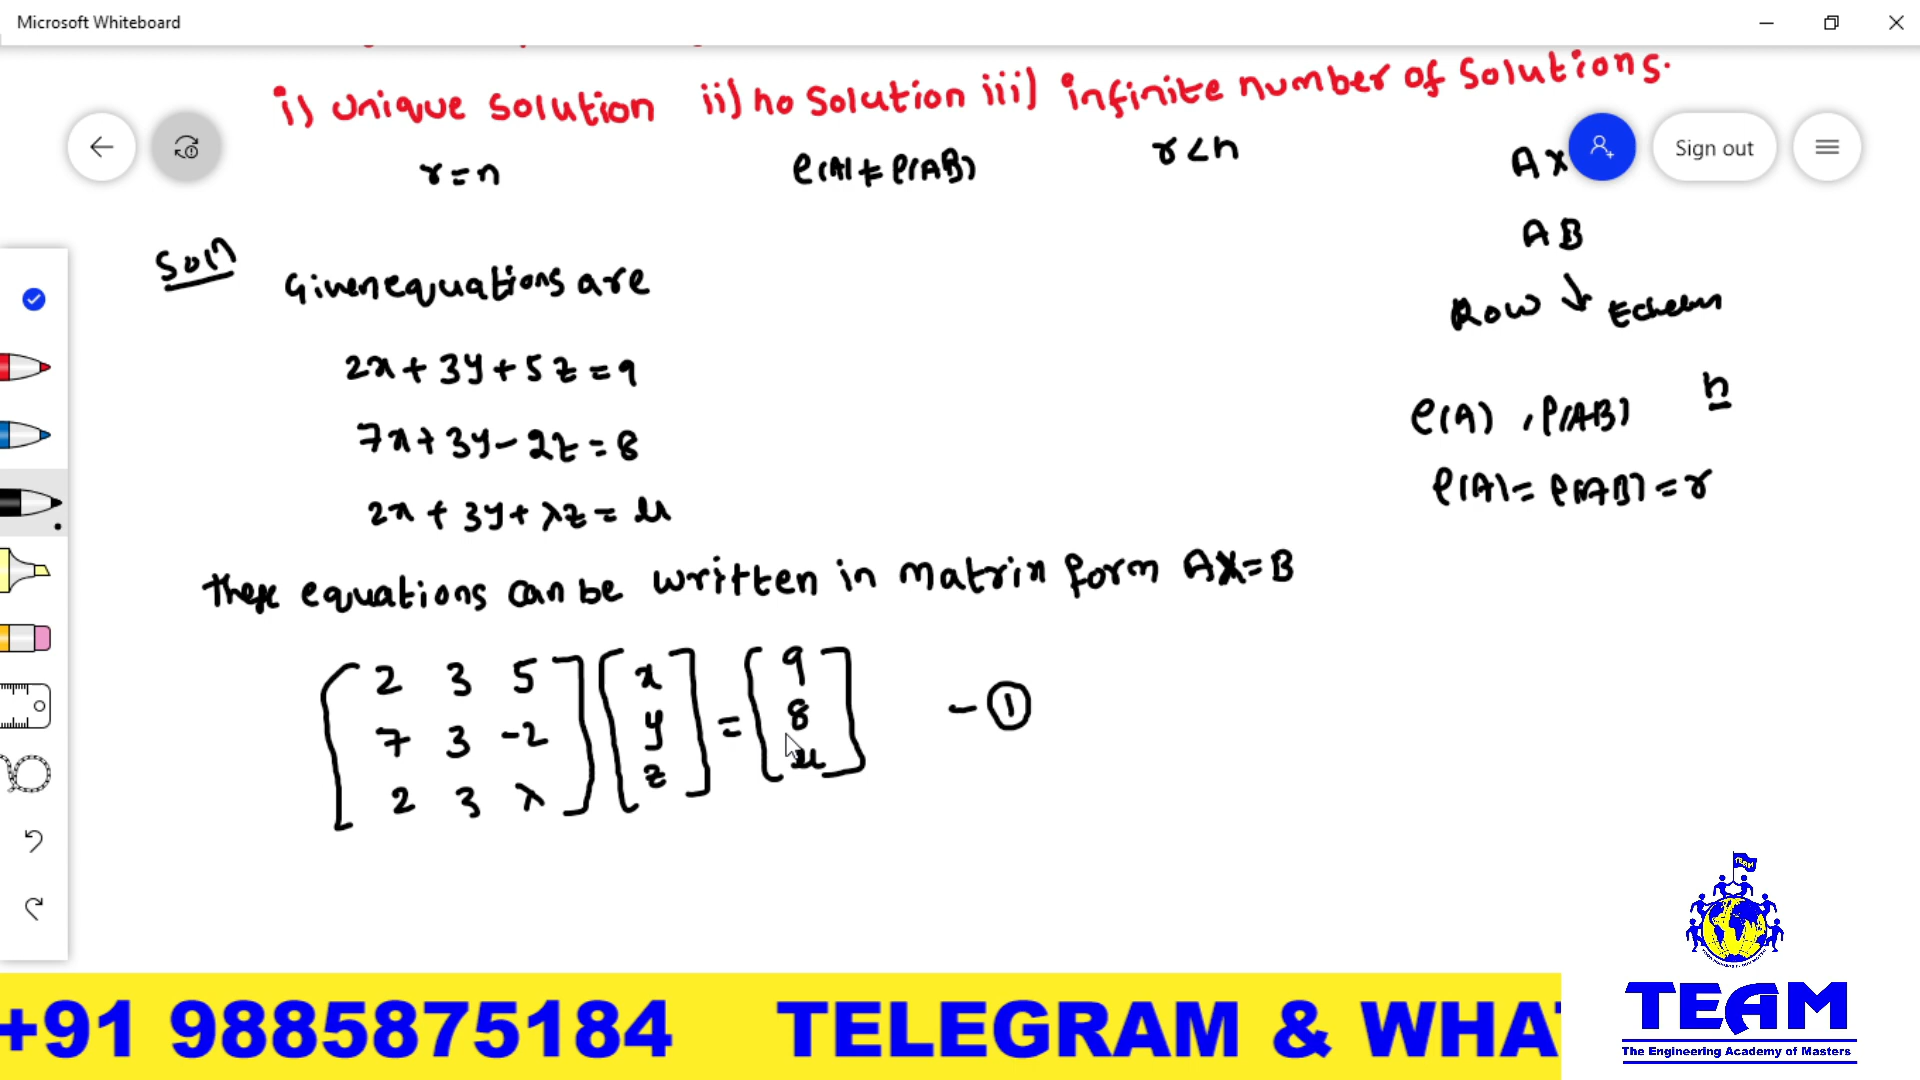 Microsoft Whiteboard
i) Unique Solution ii) no Solution iii) infinite number of Solutions.
r = n ρ(A) ≠ ρ(AB) r < n
Sign out
A X
A B
Soln
Given equations are
Row ↓ Echelon
2x + 3y + 5z = 9
7x + 3y - 2z = 8
2x + 3y + λz = μ
ρ(A) , ρ(AB) n
ρ(A) = ρ(AB) = r
These equations can be written in matrix form AX = B
[ 2 3 5 ] [ x ] = [ 9 ] - ①
[ 7 3 -2 ] [ y ] [ 8 ]
[ 2 3 λ ] [ z ] [ μ ]
+91 9885875184 TELEGRAM & WHA
TEAM
The Engineering Academy of Masters